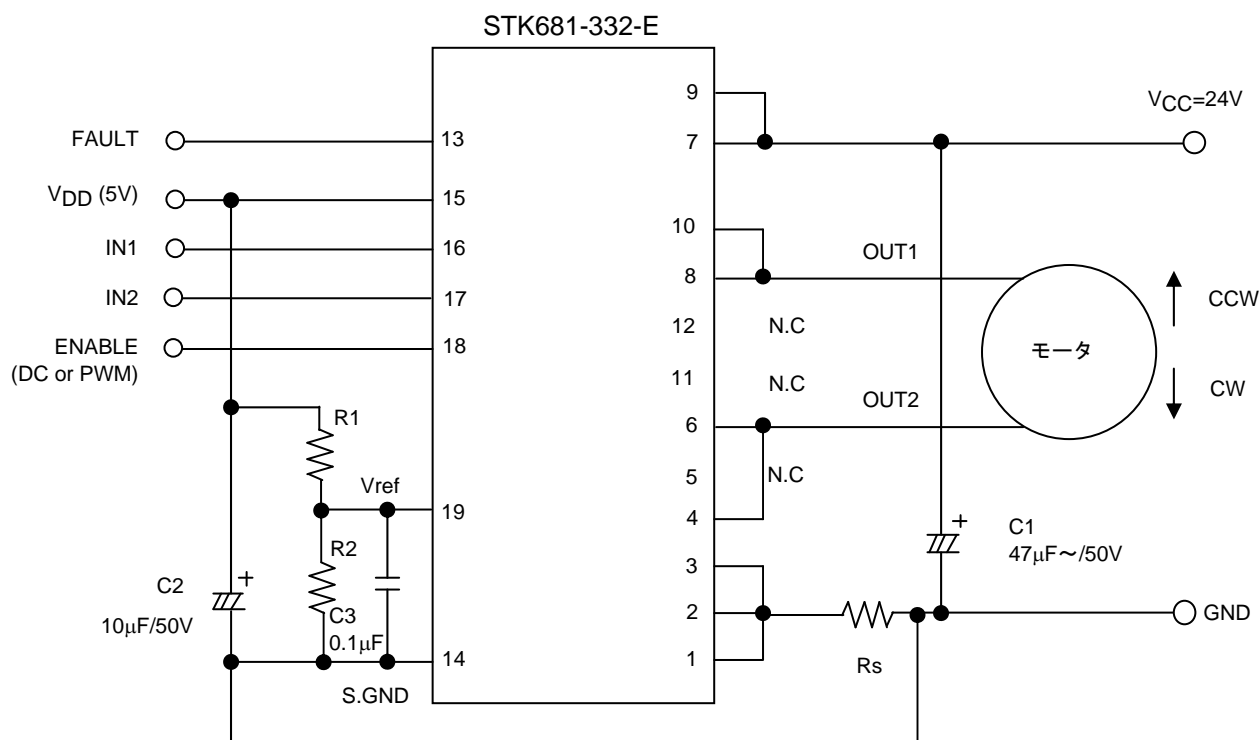 STK681-332-E
FAULT
VDD (5V)
IN1
IN2
ENABLE
(DC or PWM)
13
15
16
17
18
R1
Vref
19
R2
C2
10μF/50V
C3
0.1μF
14
S.GND
9
7
10
8
12
11
6
5
4
3
2
1
VCC=24V
OUT1
N.C
N.C
OUT2
N.C
モータ
CCW
CW
C1
47μF~/50V
GND
Rs